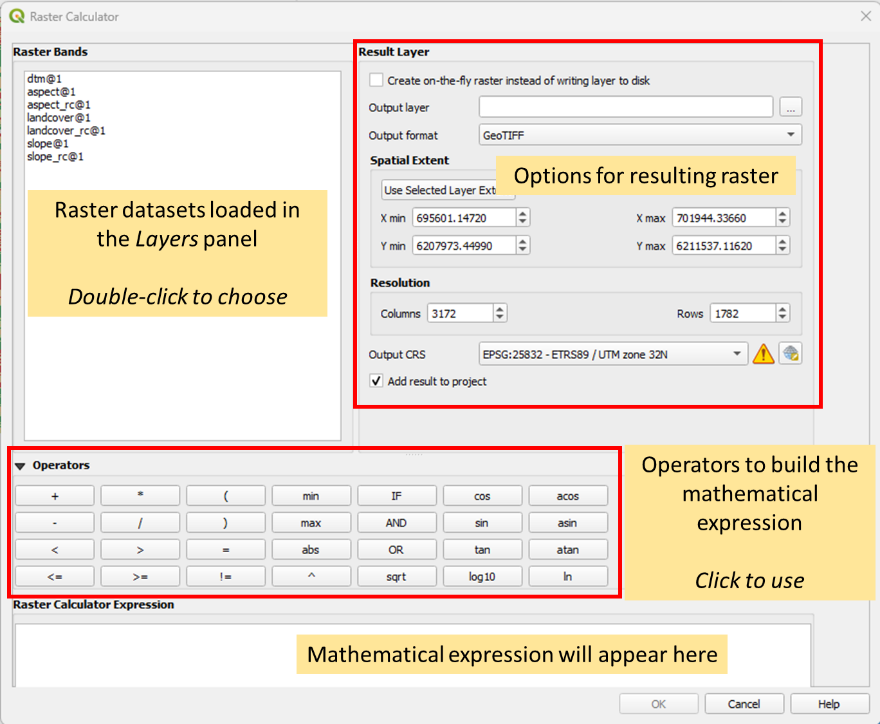 Raster Calculator
Raster Bands
dtm@1
aspect@1
aspect_rc@1
landcover@1
landcover_rc@1
slope@1
slope_rc@1
Raster datasets loaded in
the Layers panel
Double-click to choose
Result Layer
Create on-the-fly raster instead of writing layer to disk
Output layer
...
Output format GeoTIFF
Spatial Extent
Options for resulting raster
Use Selected Layer Ext
X min 695601.14720 X max 701944.33660
Y min 6207973.44990 Y max 6211537.11620
Resolution
Columns 3172 Rows 1782
Output CRS EPSG:25832 - ETRS89 / UTM zone 32N
Add result to project
Operators
+ * ( min IF cos acos
- / ) max AND sin asin
< > = abs OR tan atan
<= >= != ^ sqrt log10 ln
Operators to build the
mathematical
expression
Click to use
Raster Calculator Expression
Mathematical expression will appear here
OK Cancel Help